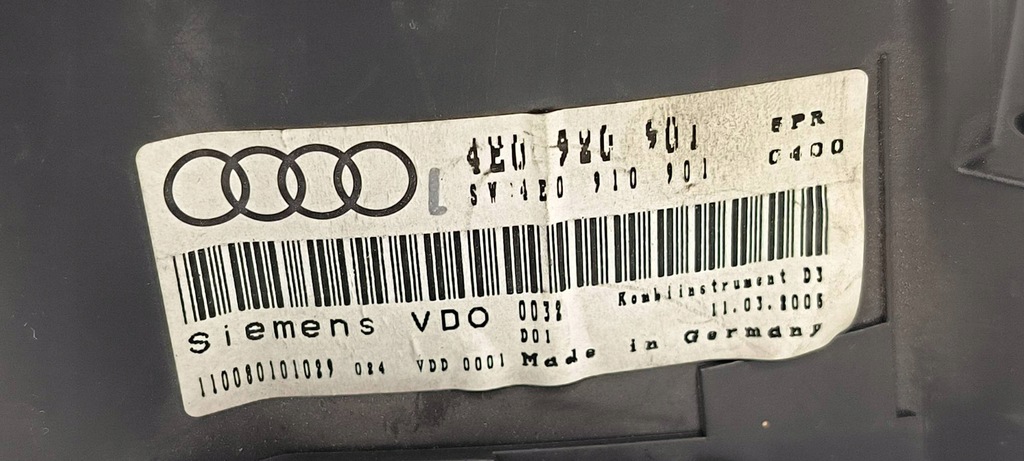 4E0 920 901 EPR
L SW:4E0 910 901 0400
Siemens VDO 0032 Kombiinstrument D3
D01 11.03.2005
110080101029 024 VDD 0001 Made in Germany